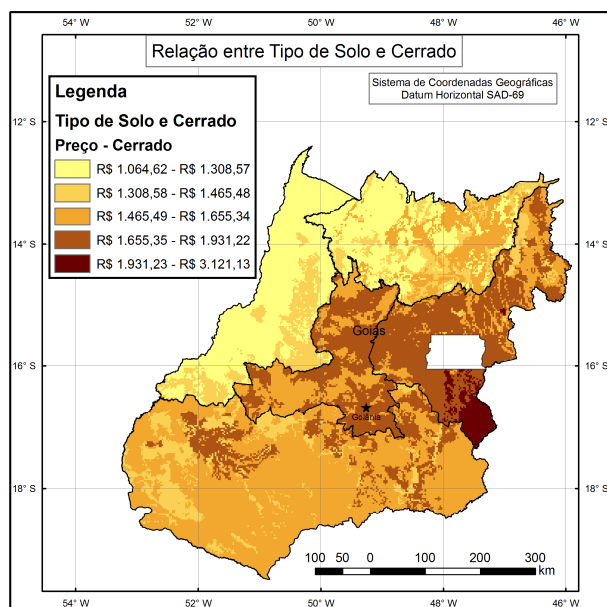 54° W
52° W
50° W
48° W
46° W
Relação entre Tipo de Solo e Cerrado
Sistema de Coordenadas Geográficas
Datum Horizontal SAD-69
Legenda
Tipo de Solo e Cerrado
Preço - Cerrado
R$ 1.064,62 - R$ 1.308,57
R$ 1.308,58 - R$ 1.465,48
R$ 1.465,49 - R$ 1.655,34
R$ 1.655,35 - R$ 1.931,22
R$ 1.931,23 - R$ 3.121,13
12° S
12° S
14° S
14° S
Goiás
16° S
16° S
Goiânia
18° S
18° S
100 50 0 100 200 300
km
54° W
52° W
50° W
48° W
46° W